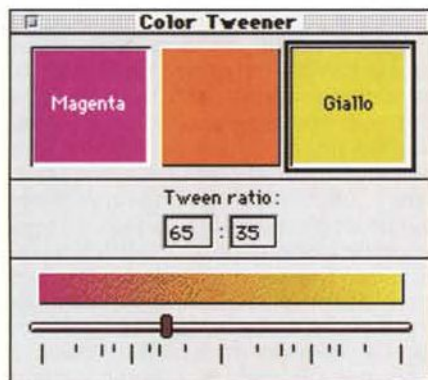 Color Tweener
Magenta
Giallo
Tween ratio:
65 : 35